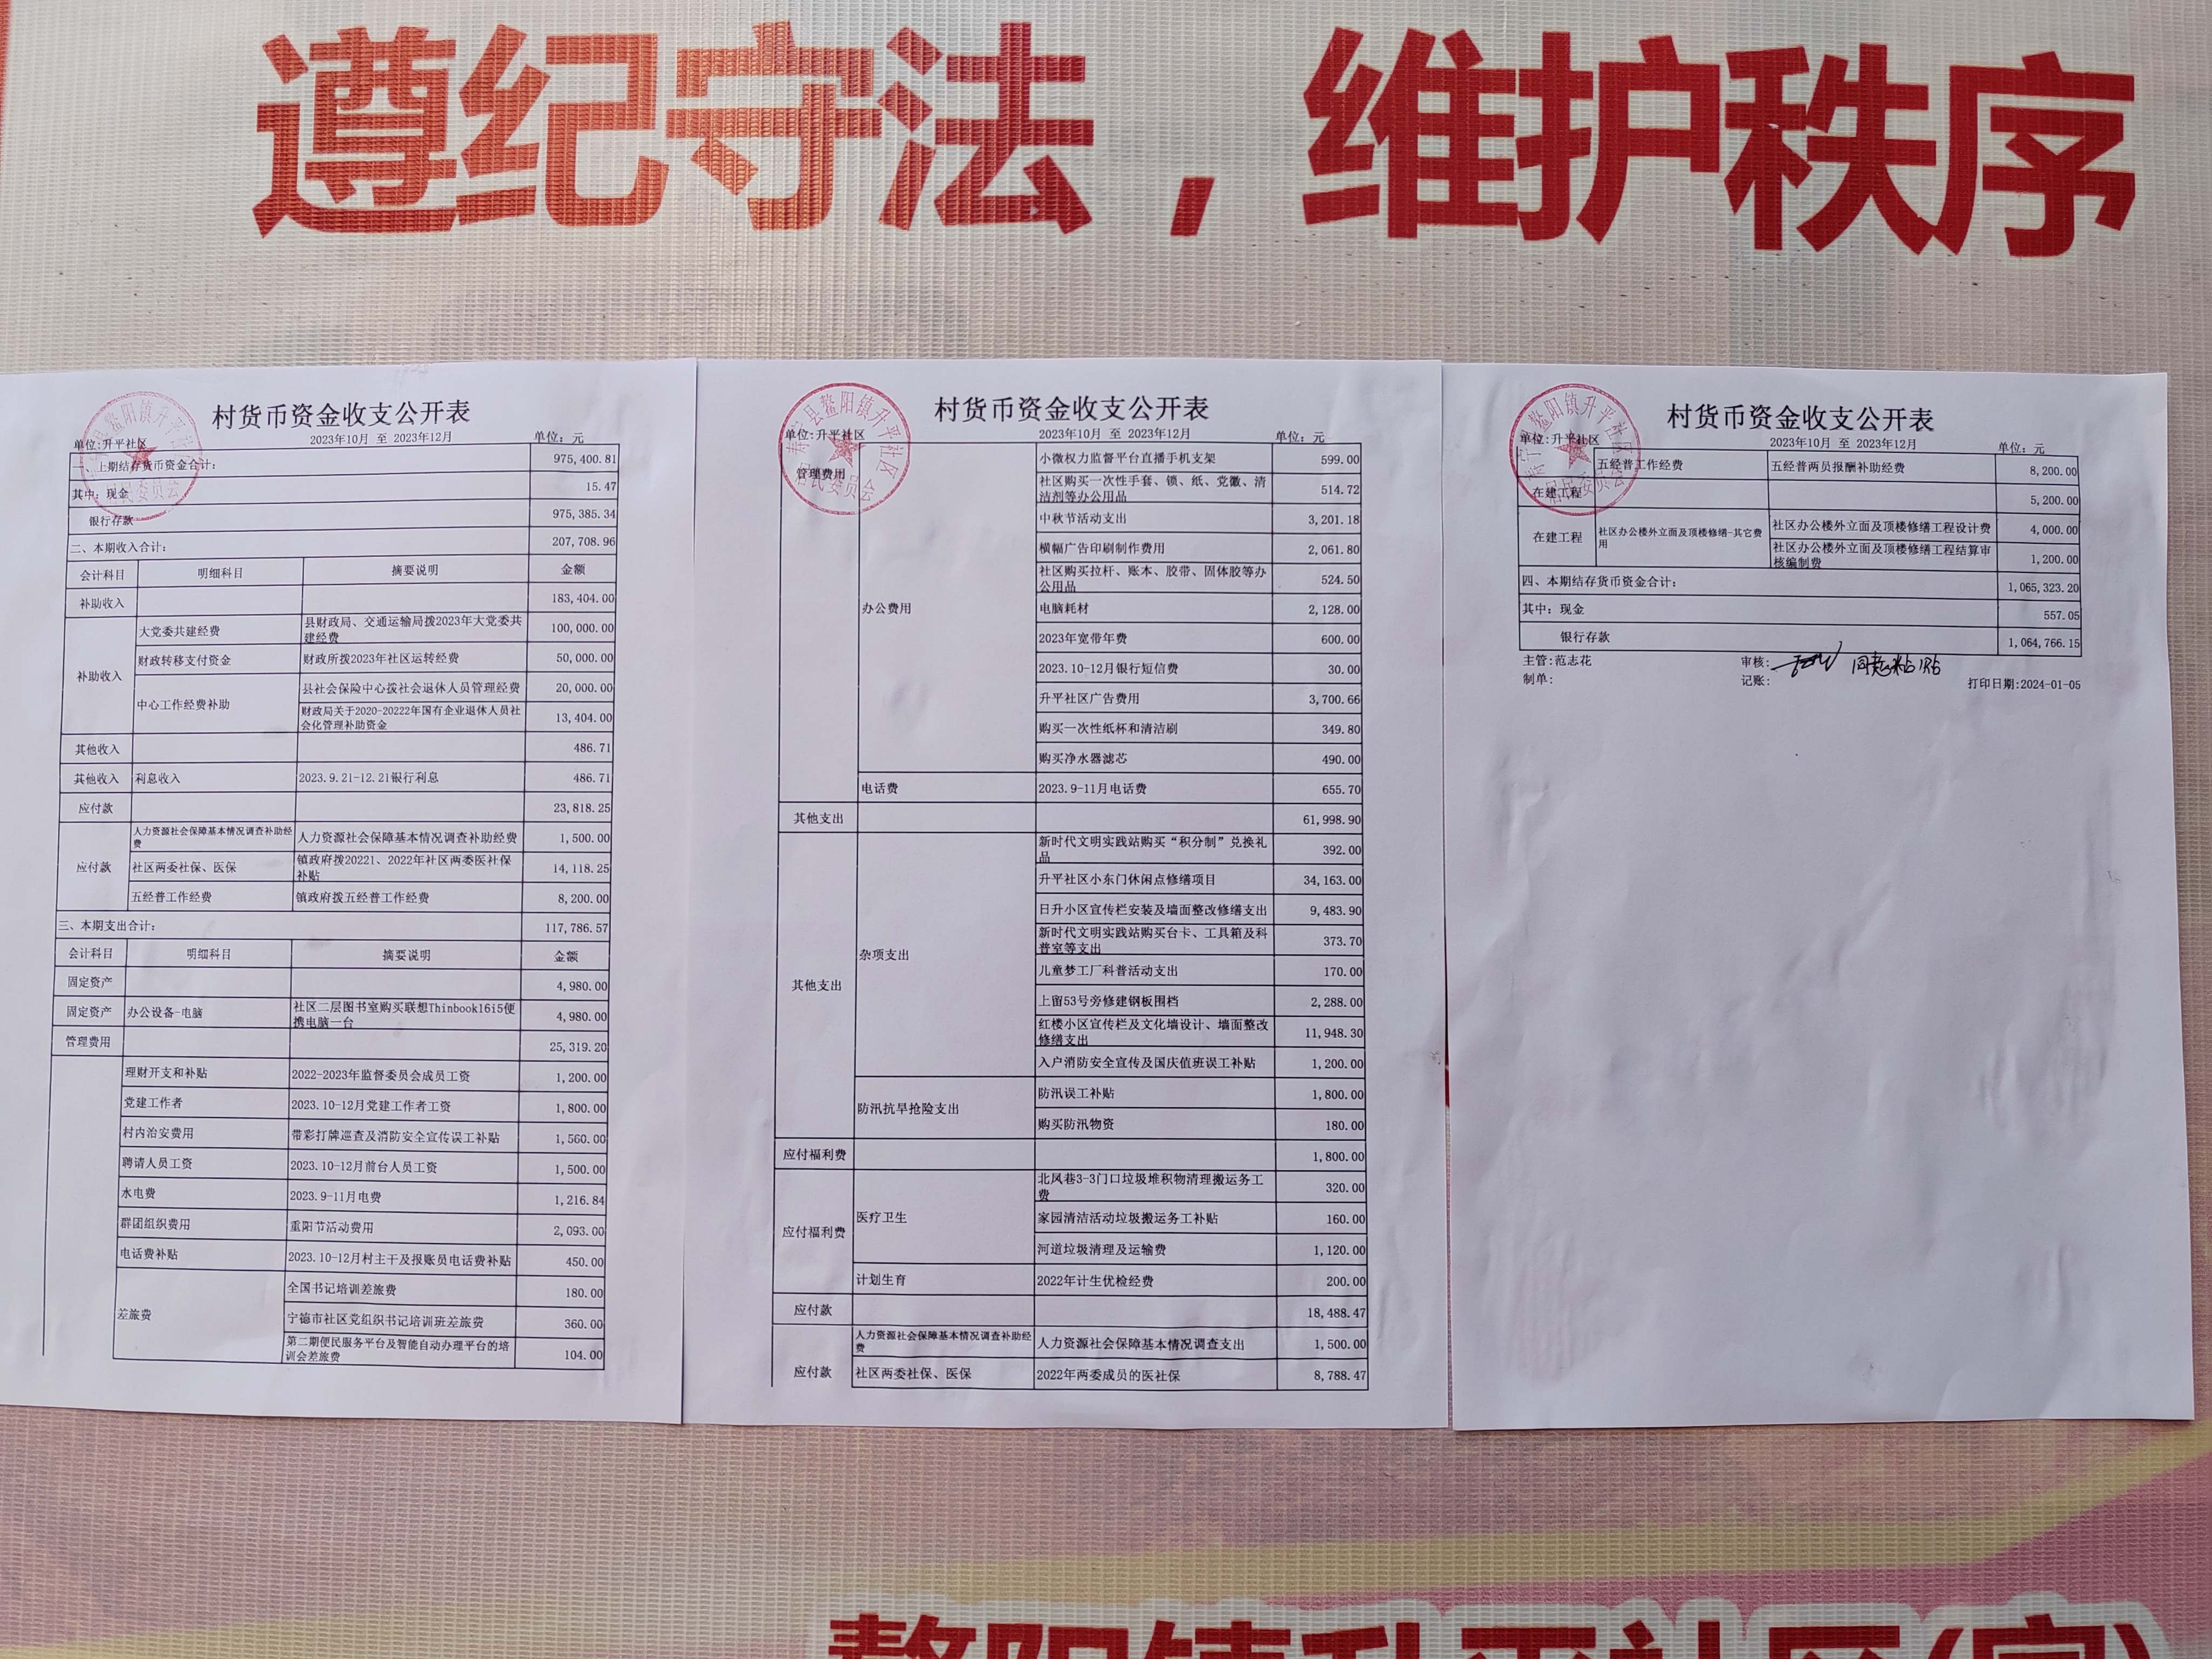 遵纪守法，维护秩序
村货币资金收支公开表
2023年10月 至 2023年12月
单位:升平社区 单位：元
一、上期结存货币资金合计： 975,400.81
其中：现金 15.47
银行存款 975,385.34
二、本期收入合计： 207,708.96
会计科目 明细科目 摘要说明 金额
补助收入 183,404.00
补助收入
大党委共建经费 县财政局、交通运输局拨2023年大党委共
建经费 100,000.00
财政转移支付资金 财政所拨2023年社区运转经费 50,000.00
中心工作经费补助 县社会保险中心拨社会退休人员管理经费 20,000.00
财政局关于2020-20222年国有企业退休人员社
会化管理补助资金 13,404.00
其他收入 486.71
其他收入 利息收入 2023.9.21-12.21银行利息 486.71
应付款 23,818.25
应付款
人力资源社会保障基本情况调查补助经
费 人力资源社会保障基本情况调查补助经费 1,500.00
社区两委社保、医保 镇政府拨20221、2022年社区两委医社保
补贴 14,118.25
五经普工作经费 镇政府拨五经普工作经费 8,200.00
三、本期支出合计： 117,786.57
会计科目 明细科目 摘要说明 金额
固定资产 4,980.00
固定资产 办公设备-电脑 社区二层图书室购买联想Thinbook16i5便
携电脑一台 4,980.00
管理费用 25,319.20
理财开支和补贴 2022-2023年监督委员会成员工资 1,200.00
党建工作者 2023.10-12月党建工作者工资 1,800.00
村内治安费用 带彩打牌巡查及消防安全宣传误工补贴 1,560.00
聘请人员工资 2023.10-12月前台人员工资 1,500.00
水电费 2023.9-11月电费 1,216.84
群团组织费用 重阳节活动费用 2,093.00
电话费补贴 2023.10-12月村主干及报账员电话费补贴 450.00
差旅费 全国书记培训差旅费 180.00
宁德市社区党组织书记培训班差旅费 360.00
第二期便民服务平台及智能自动办理平台的培
训会差旅费 104.00
村货币资金收支公开表
2023年10月 至 2023年12月
单位:升平社区 单位：元
管理费用
办公费用
小微权力监督平台直播手机支架 599.00
社区购买一次性手套、锁、纸、党徽、清
洁剂等办公用品 514.72
中秋节活动支出 3,201.18
横幅广告印刷制作费用 2,061.80
社区购买拉杆、账本、胶带、固体胶等办
公用品 524.50
电脑耗材 2,128.00
2023年宽带年费 600.00
2023.10-12月银行短信费 30.00
升平社区广告费用 3,700.66
购买一次性纸杯和清洁刷 349.80
购买净水器滤芯 490.00
电话费 2023.9-11月电话费 655.70
其他支出 61,998.90
其他支出
杂项支出
新时代文明实践站购买“积分制”兑换礼
品 392.00
升平社区小东门休闲点修缮项目 34,163.00
日升小区宣传栏安装及墙面整改修缮支出 9,483.90
新时代文明实践站购买台卡、工具箱及科
普室等支出 373.70
儿童梦工厂科普活动支出 170.00
上留53号旁修建钢板围档 2,288.00
红楼小区宣传栏及文化墙设计、墙面整改
修缮支出 11,948.30
入户消防安全宣传及国庆值班误工补贴 1,200.00
防汛抗旱抢险支出 防汛误工补贴 1,800.00
购买防汛物资 180.00
应付福利费 1,800.00
应付福利费
医疗卫生 北凤巷3-3门口垃圾堆积物清理搬运务工
费 320.00
家园清洁活动垃圾搬运务工补贴 160.00
河道垃圾清理及运输费 1,120.00
计划生育 2022年计生优检经费 200.00
应付款 18,488.47
应付款
人力资源社会保障基本情况调查补助经
费 人力资源社会保障基本情况调查支出 1,500.00
社区两委社保、医保 2022年两委成员的医社保 8,788.47
村货币资金收支公开表
2023年10月 至 2023年12月
单位:升平社区 单位：元
五经普工作经费 五经普两员报酬补助经费 8,200.00
在建工程 5,200.00
在建工程 社区办公楼外立面及顶楼修缮-其它费
用 社区办公楼外立面及顶楼修缮工程设计费 4,000.00
社区办公楼外立面及顶楼修缮工程结算审
核编制费 1,200.00
四、本期结存货币资金合计： 1,065,323.20
其中：现金 557.05
银行存款 1,064,766.15
主管:范志花 审核:
制单: 记账: 打印日期:2024-01-05
鳌阳镇升平社区